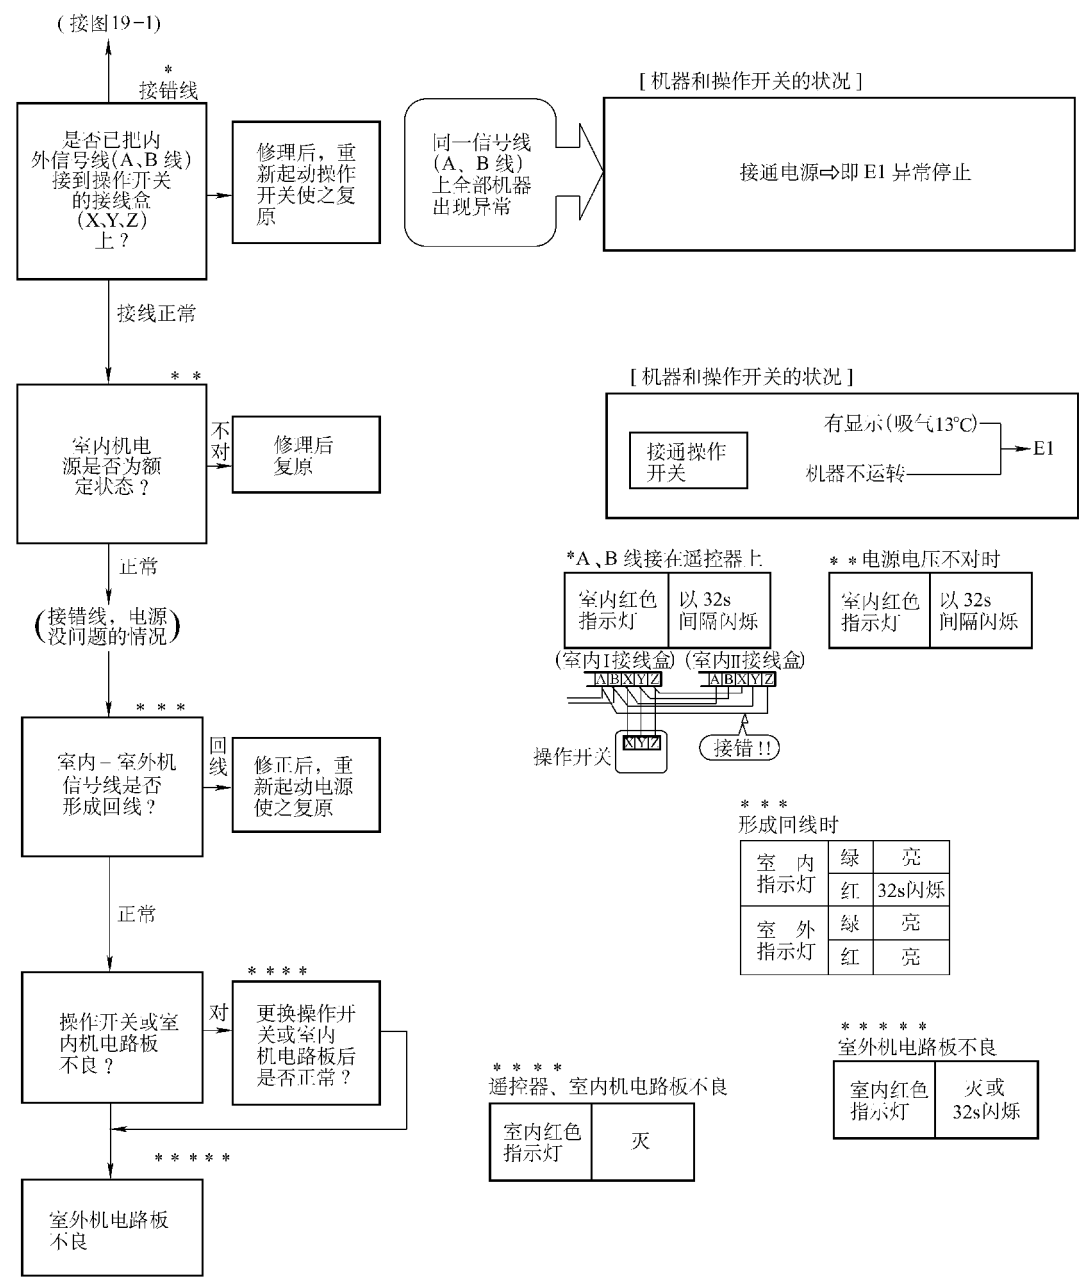 (接图19-1)
*
接错线
是否已把内
外信号线(A、B 线)
接到操作开关
的接线盒
(X、Y、Z)
上？
修理后，重
新起动操作
开关使之复
原
同一信号线
(A、B 线)
上全部机器
出现异常
[ 机器和操作开关的状况 ]
接通电源⇨即 E1 异常停止
接线正常
* *
室内机电
源是否为额
定状态？
不
对
修理后
复原
[ 机器和操作开关的状况 ]
接通操作
开关
有显示(吸气13℃)
机器不运转
E1
正常
(接错线，电源
没问题的情况)
*A、B 线接在遥控器上
室内红色
指示灯
以 32s
间隔闪烁
* *电源电压不对时
室内红色
指示灯
以 32s
间隔闪烁
(室内I接线盒)
(室内II接线盒)
A B X Y Z
A B X Y Z
操作开关
X Y Z
接错!!
* * *
室内－室外机
信号线是否
形成回线？
回
线
修正后，重
新起动电源
使之复原
* * *
形成回线时
室 内
指示灯
绿
亮
红
32s闪烁
室 外
指示灯
绿
亮
红
亮
正常
操作开关或室
内机电路板
不良？
对
* * * *
更换操作开
关或室内
机电路板后
是否正常？
* * * *
遥控器、室内机电路板不良
室内红色
指示灯
灭
* * * * *
室外机电路板不良
室内红色
指示灯
灭或
32s闪烁
* * * * *
室外机电路板
不良